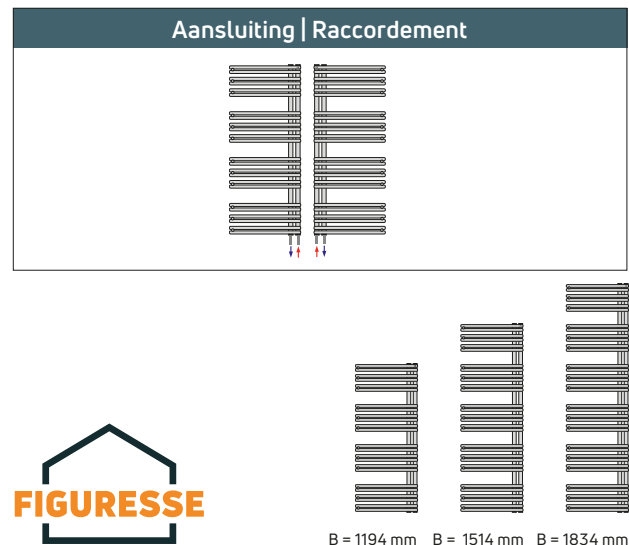 Aansluiting | Raccordement
FIGURESSE
B = 1194 mm B = 1514 mm B = 1834 mm